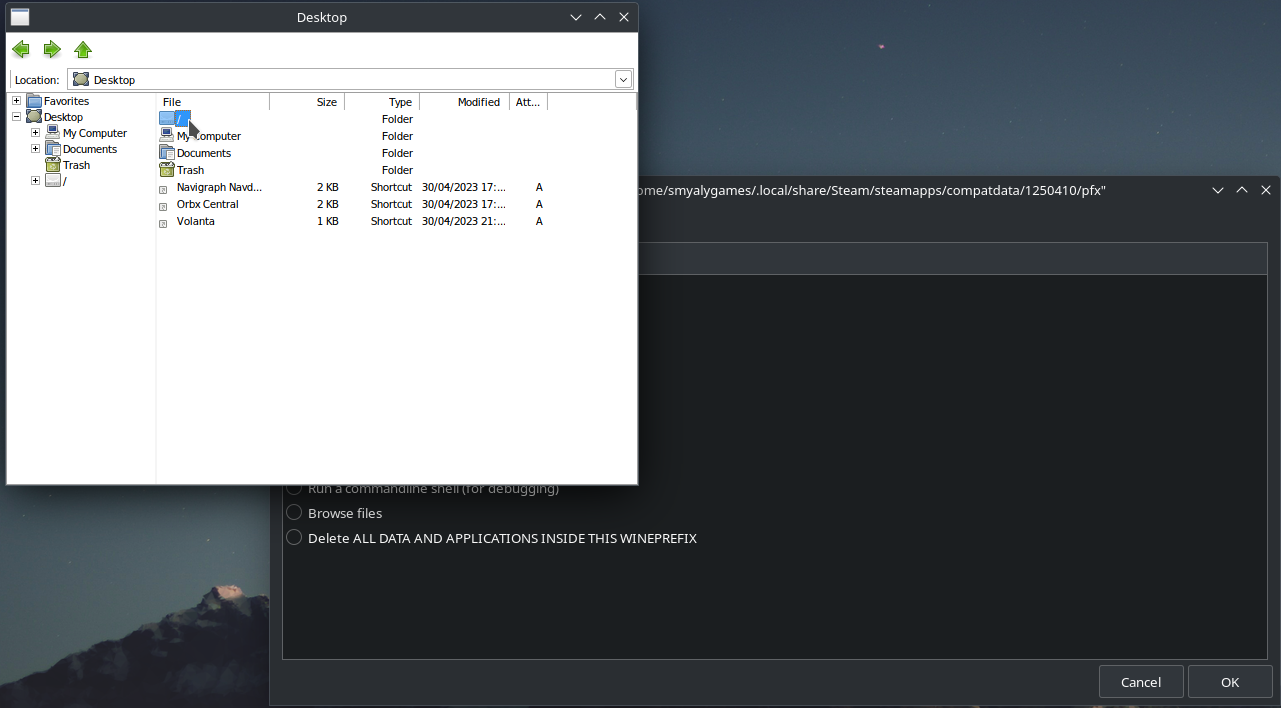 Desktop
Location: Desktop
Favorites
Desktop
My Computer
Documents
Trash
/
File Size Type Modified Att...
/ Folder
My Computer Folder
Documents Folder
Trash Folder
Navigraph Navd... 2 KB Shortcut 30/04/2023 17:... A
Orbx Central 2 KB Shortcut 30/04/2023 17:... A
Volanta 1 KB Shortcut 30/04/2023 21:... A
ome/smyalygames/.local/share/Steam/steamapps/compatdata/1250410/pfx"
Run a commandline shell (for debugging)
Browse files
Delete ALL DATA AND APPLICATIONS INSIDE THIS WINEPREFIX
Cancel OK